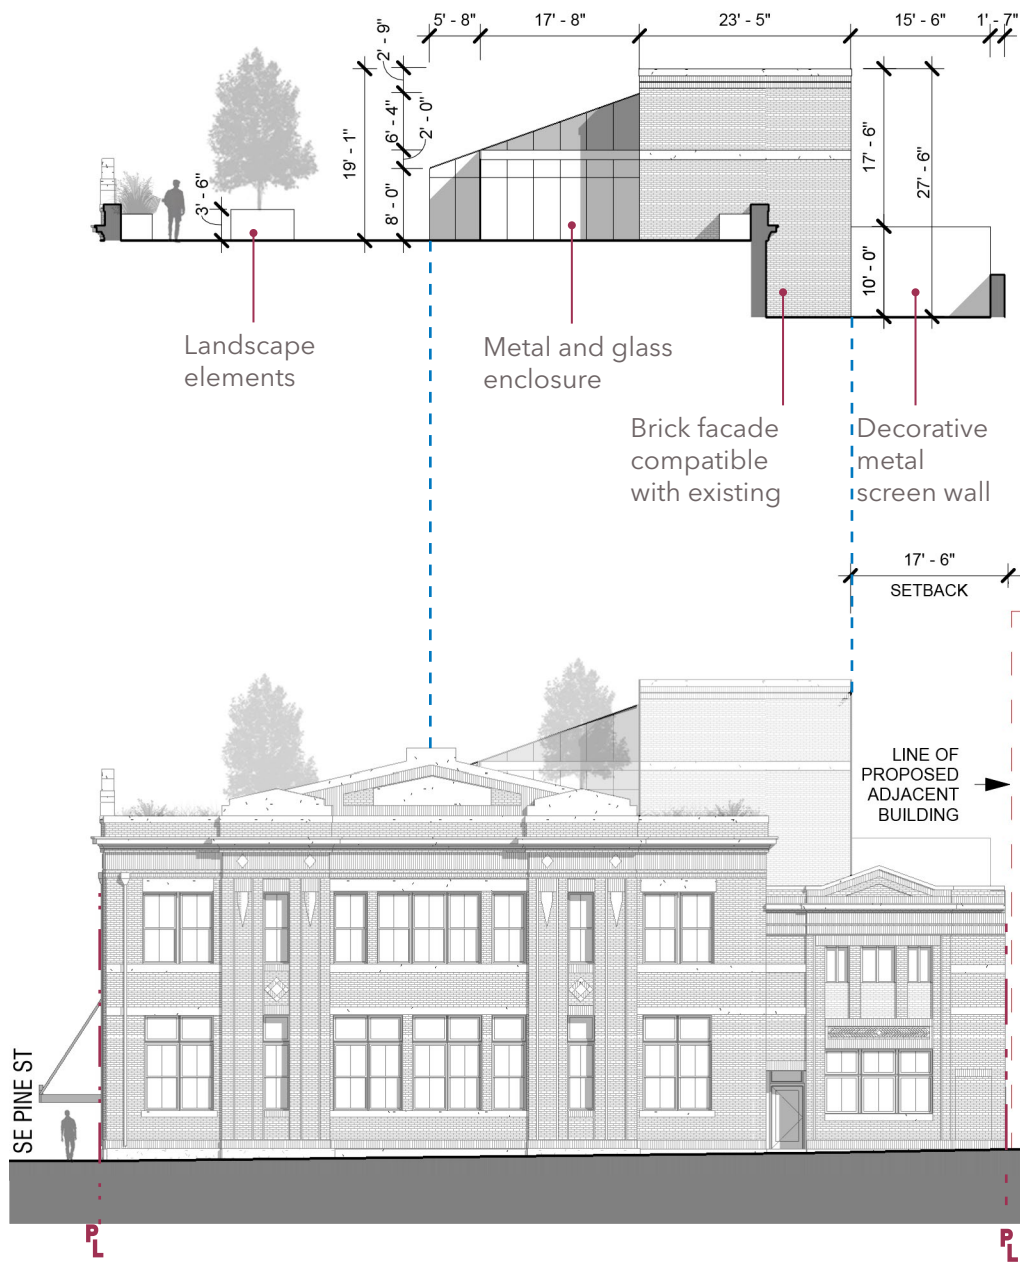 5' - 8"
17' - 8"
23' - 5"
15' - 6"
1' - 7"
2' - 9"
6' - 4"
2' - 0"
19' - 1"
8' - 0"
3' - 6"
17' - 6"
27' - 6"
10' - 0"
Landscape
elements
Metal and glass
enclosure
Brick facade
compatible
with existing
Decorative
metal
screen wall
17' - 6"
SETBACK
LINE OF
PROPOSED
ADJACENT
BUILDING
SE PINE ST
PL
PL